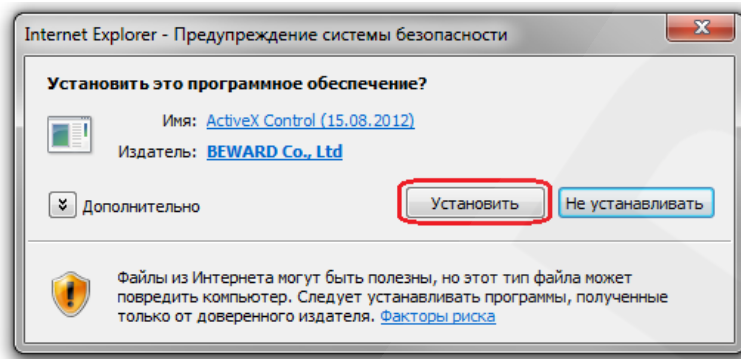 Internet Explorer - Предупреждение системы безопасности
Установить это программное обеспечение?
Имя: ActiveX Control (15.08.2012)
Издатель: BEWARD Co., Ltd
Дополнительно
Установить
Не устанавливать
Файлы из Интернета могут быть полезны, но этот тип файла может
повредить компьютер. Следует устанавливать программы, полученные
только от доверенного издателя. Факторы риска